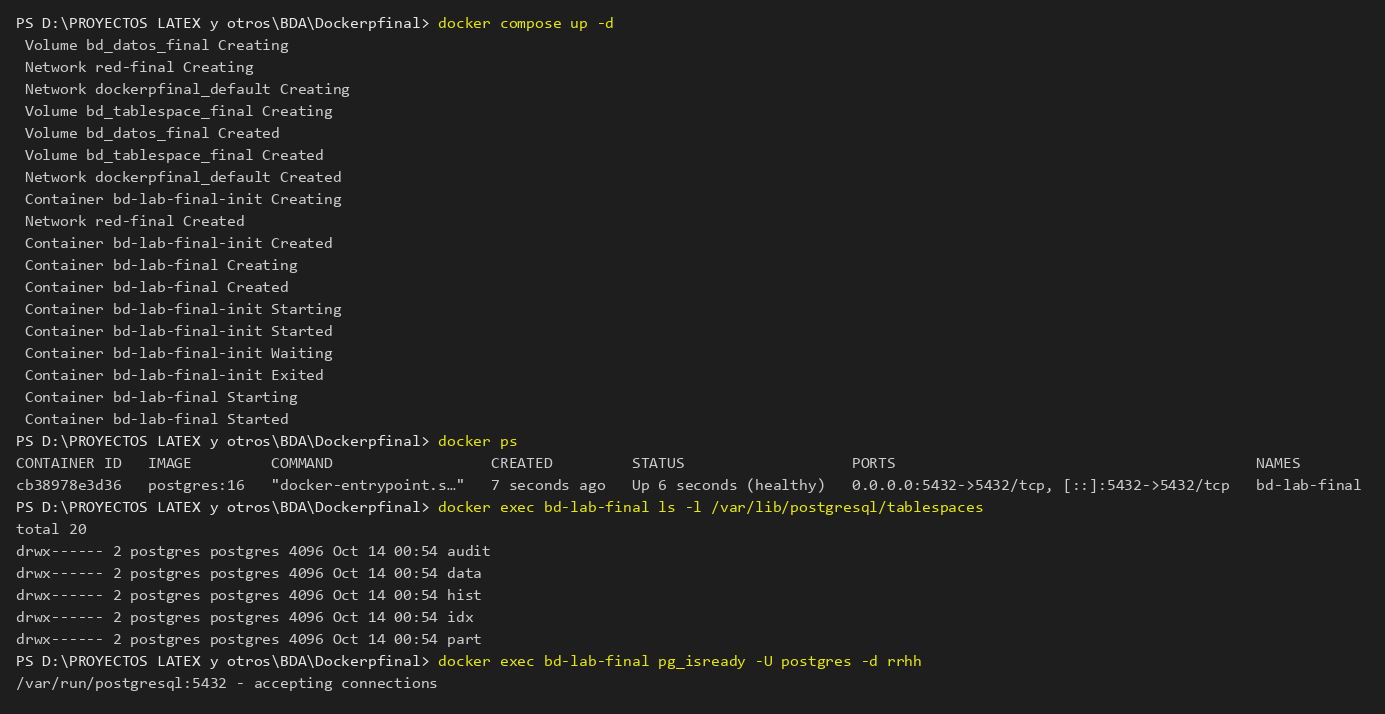 PS D:\PROYECTOS LATEX y otros\BDA\Dockerpfinal> docker compose up -d
Volume bd_datos_final Creating
Network red-final Creating
Network dockerpfinal_default Creating
Volume bd_tablespace_final Creating
Volume bd_datos_final Created
Volume bd_tablespace_final Created
Network dockerpfinal_default Created
Container bd-lab-final-init Creating
Network red-final Created
Container bd-lab-final-init Created
Container bd-lab-final Creating
Container bd-lab-final Created
Container bd-lab-final-init Starting
Container bd-lab-final-init Started
Container bd-lab-final-init Waiting
Container bd-lab-final-init Exited
Container bd-lab-final Starting
Container bd-lab-final Started
PS D:\PROYECTOS LATEX y otros\BDA\Dockerpfinal> docker ps
CONTAINER ID   IMAGE         COMMAND                  CREATED         STATUS                   PORTS                                         NAMES
cb38978e3d36   postgres:16   "docker-entrypoint.s…"   7 seconds ago   Up 6 seconds (healthy)   0.0.0.0:5432->5432/tcp, [::]:5432->5432/tcp   bd-lab-final
PS D:\PROYECTOS LATEX y otros\BDA\Dockerpfinal> docker exec bd-lab-final ls -l /var/lib/postgresql/tablespaces
total 20
drwx------ 2 postgres postgres 4096 Oct 14 00:54 audit
drwx------ 2 postgres postgres 4096 Oct 14 00:54 data
drwx------ 2 postgres postgres 4096 Oct 14 00:54 hist
drwx------ 2 postgres postgres 4096 Oct 14 00:54 idx
drwx------ 2 postgres postgres 4096 Oct 14 00:54 part
PS D:\PROYECTOS LATEX y otros\BDA\Dockerpfinal> docker exec bd-lab-final pg_isready -U postgres -d rrhh
/var/run/postgresql:5432 - accepting connections